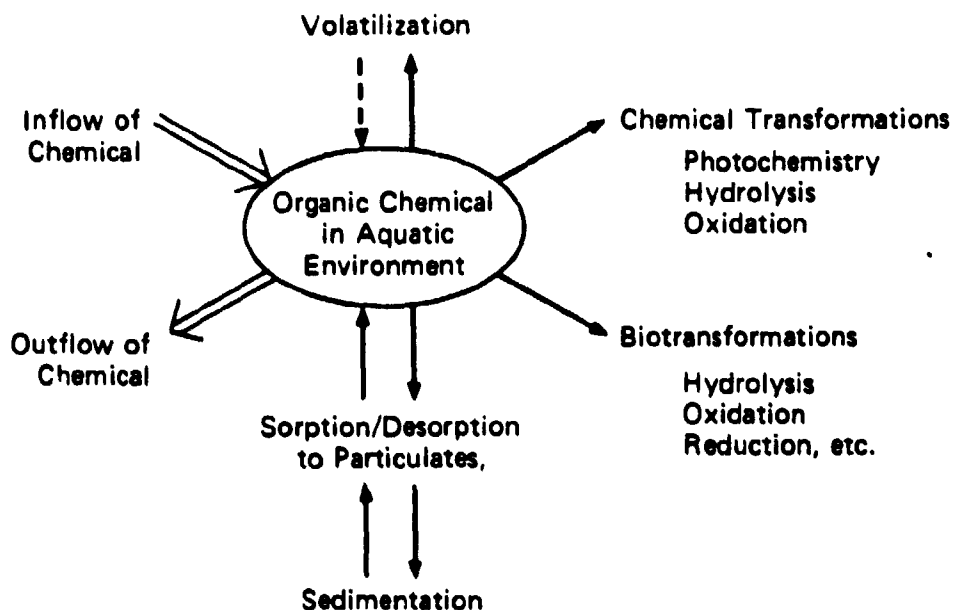 Volatilization
Inflow of
Chemical
Chemical Transformations
Photochemistry
Hydrolysis
Oxidation
Organic Chemical
in Aquatic
Environment
Outflow of
Chemical
Biotransformations
Hydrolysis
Oxidation
Reduction, etc.
Sorption/Desorption
to Particulates,
Sedimentation